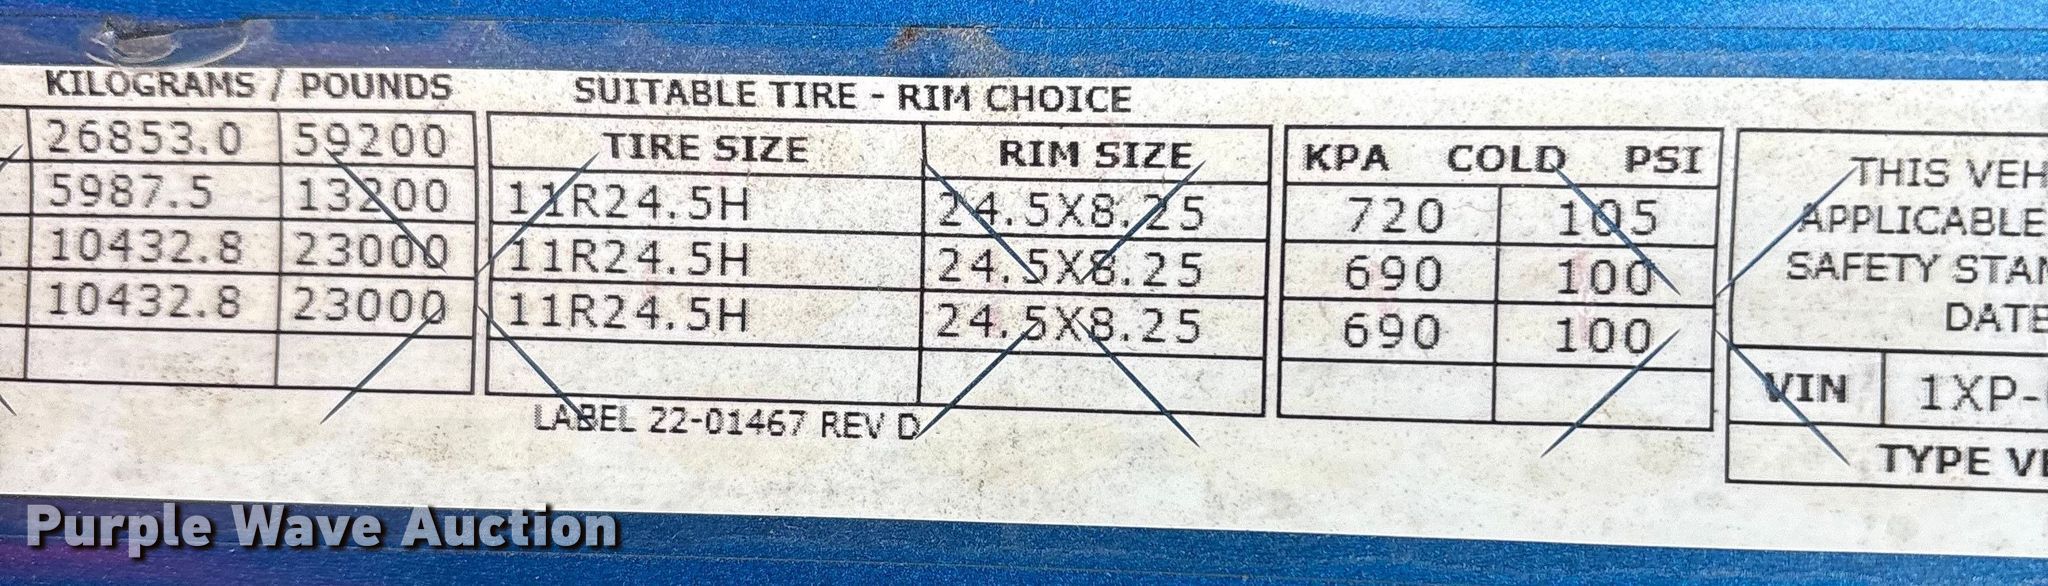 KILOGRAMS / POUNDS SUITABLE TIRE - RIM CHOICE
26853.0 59200 TIRE SIZE RIM SIZE KPA COLD PSI
5987.5 13200 11R24.5H 24.5X8.25 720 105
10432.8 23000 11R24.5H 24.5X8.25 690 100
10432.8 23000 11R24.5H 24.5X8.25 690 100
LABEL 22-01467 REV D
THIS VEH
APPLICABLE
SAFETY STAN
DATE
VIN 1XP-
TYPE VE
Purple Wave Auction